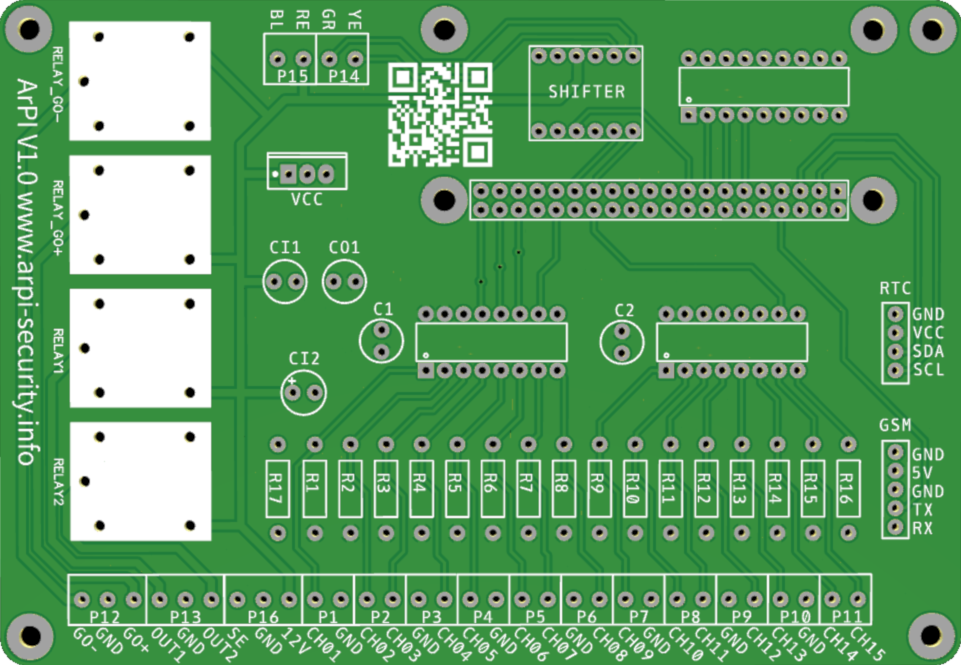 BL RE GR YE
P15 P14
SHIFTER
RELAY_GO-
RELAY_GO+
RELAY1
RELAY2
ArPI V1.0 www.arpi-security.info
VCC
CI1 CO1
C1 C2
CI2
+
RTC
GND
VCC
SDA
SCL
GSM
GND
5V
GND
TX
RX
R17 R1 R2 R3 R4 R5 R6 R7 R8 R9 R10 R11 R12 R13 R14 R15 R16
P12 P13 P16 P1 P2 P3 P4 P5 P6 P7 P8 P9 P10 P11
GO- GND GO+ OUT1 GND OUT2 SE GND 12V CH01 GND CH02 CH03 GND CH04 CH05 GND CH06 CH07 GND CH08 CH09 GND CH10 CH11 GND CH12 CH13 GND CH14 CH15